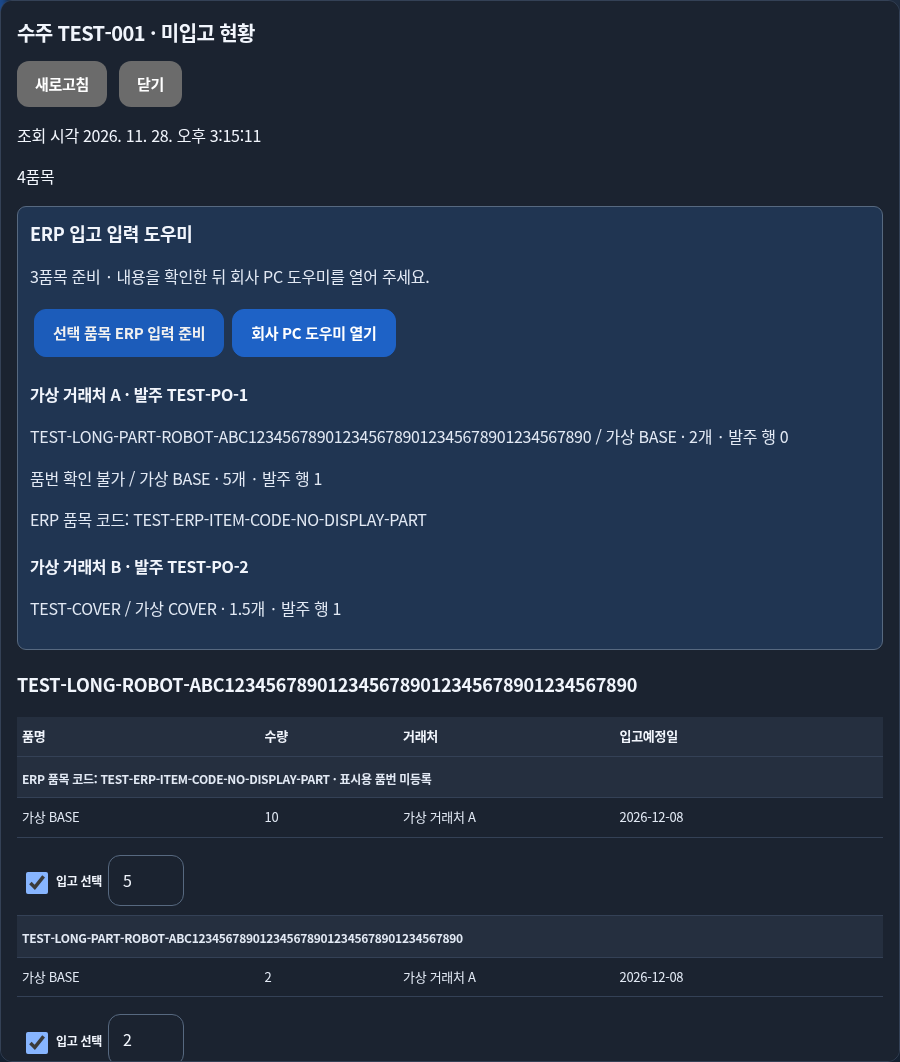 수주 TEST-001 · 미입고 현황
새로고침 닫기
조회 시각 2026. 11. 28. 오후 3:15:11
4품목
ERP 입고 입력 도우미
3품목 준비 · 내용을 확인한 뒤 회사 PC 도우미를 열어 주세요.
선택 품목 ERP 입력 준비 회사 PC 도우미 열기
가상 거래처 A · 발주 TEST-PO-1
TEST-LONG-PART-ROBOT-ABC1234567890123456789012345678901234567890 / 가상 BASE · 2개 · 발주 행 0
품번 확인 불가 / 가상 BASE · 5개 · 발주 행 1
ERP 품목 코드: TEST-ERP-ITEM-CODE-NO-DISPLAY-PART
가상 거래처 B · 발주 TEST-PO-2
TEST-COVER / 가상 COVER · 1.5개 · 발주 행 1
TEST-LONG-ROBOT-ABC1234567890123456789012345678901234567890
품명 수량 거래처 입고예정일
ERP 품목 코드: TEST-ERP-ITEM-CODE-NO-DISPLAY-PART · 표시용 품번 미등록
가상 BASE 10 가상 거래처 A 2026-12-08
입고 선택 5
TEST-LONG-PART-ROBOT-ABC1234567890123456789012345678901234567890
가상 BASE 2 가상 거래처 A 2026-12-08
입고 선택 2